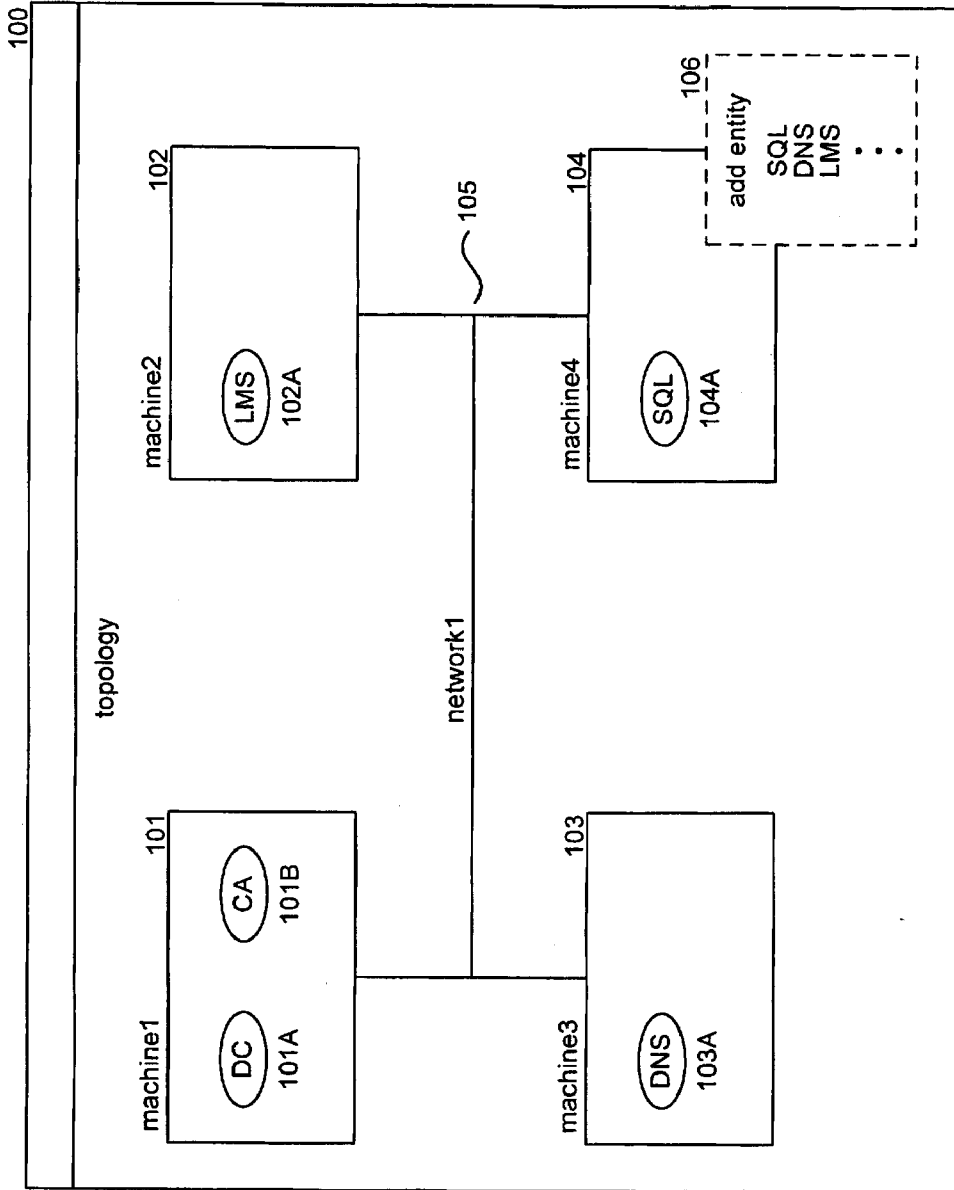 100
topology
machine1
101
DC
CA
101A
101B
machine2
102
LMS
102A
network1
105
machine3
103
DNS
103A
machine4
104
SQL
104A
106
add entity
SQL
DNS
LMS